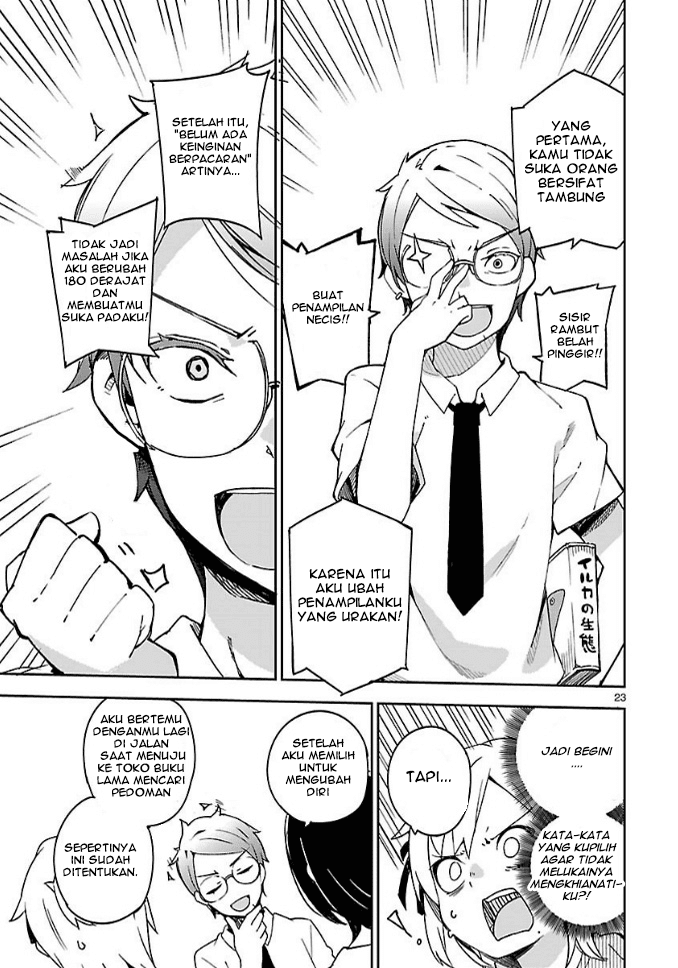 YANG
PERTAMA,
KAMU TIDAK
SUKA ORANG
BERSIFAT
TAMBUNG
BUAT
PENAMPILAN
NECIS!!
SISIR
RAMBUT
BELAH
PINGGIR!!
KARENA ITU
AKU UBAH
PENAMPILANKU
YANG URAKAN!
イルカの生態
SETELAH ITU,
"BELUM ADA
KEINGINAN
BERPACARAN"
ARTINYA...
TIDAK JADI
MASALAH JIKA
AKU BERUBAH
180 DERAJAT
DAN
MEMBUATMU
SUKA PADAKU!
23
JADI BEGINI
....
KATA-KATA
YANG KUPILIH
AGAR TIDAK
MELUKAINYA
MENGKHIANATI-
KU?!
TAPI...
SETELAH
AKU MEMILIH
UNTUK
MENGUBAH
DIRI
AKU BERTEMU
DENGANMU LAGI
DI JALAN
SAAT MENUJU
KE TOKO BUKU
LAMA MENCARI
PEDOMAN
SEPERTINYA
INI SUDAH
DITENTUKAN.